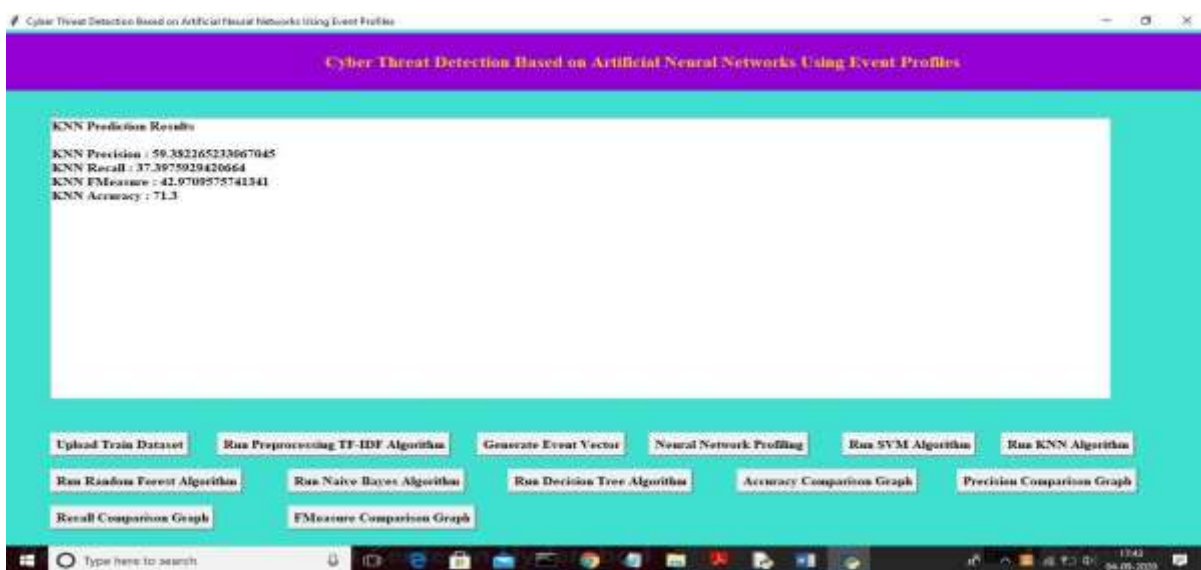 Cyber Threat Detection Based on Artificial Neural Networks Using Event Profiles
Cyber Threat Detection Based on Artificial Neural Networks Using Event Profiles
KNN Prediction Results
KNN Precision : 59.382265233067045
KNN Recall : 37.3975929420664
KNN FMeasure : 42.9709575741341
KNN Accuracy : 71.3
Upload Train Dataset
Run Preprocessing TF-IDF Algorithm
Generate Event Vector
Neural Network Profiling
Run SVM Algorithm
Run KNN Algorithm
Run Random Forest Algorithm
Run Naive Bayes Algorithm
Run Decision Tree Algorithm
Accuracy Comparison Graph
Precision Comparison Graph
Recall Comparison Graph
FMeasure Comparison Graph
Type here to search